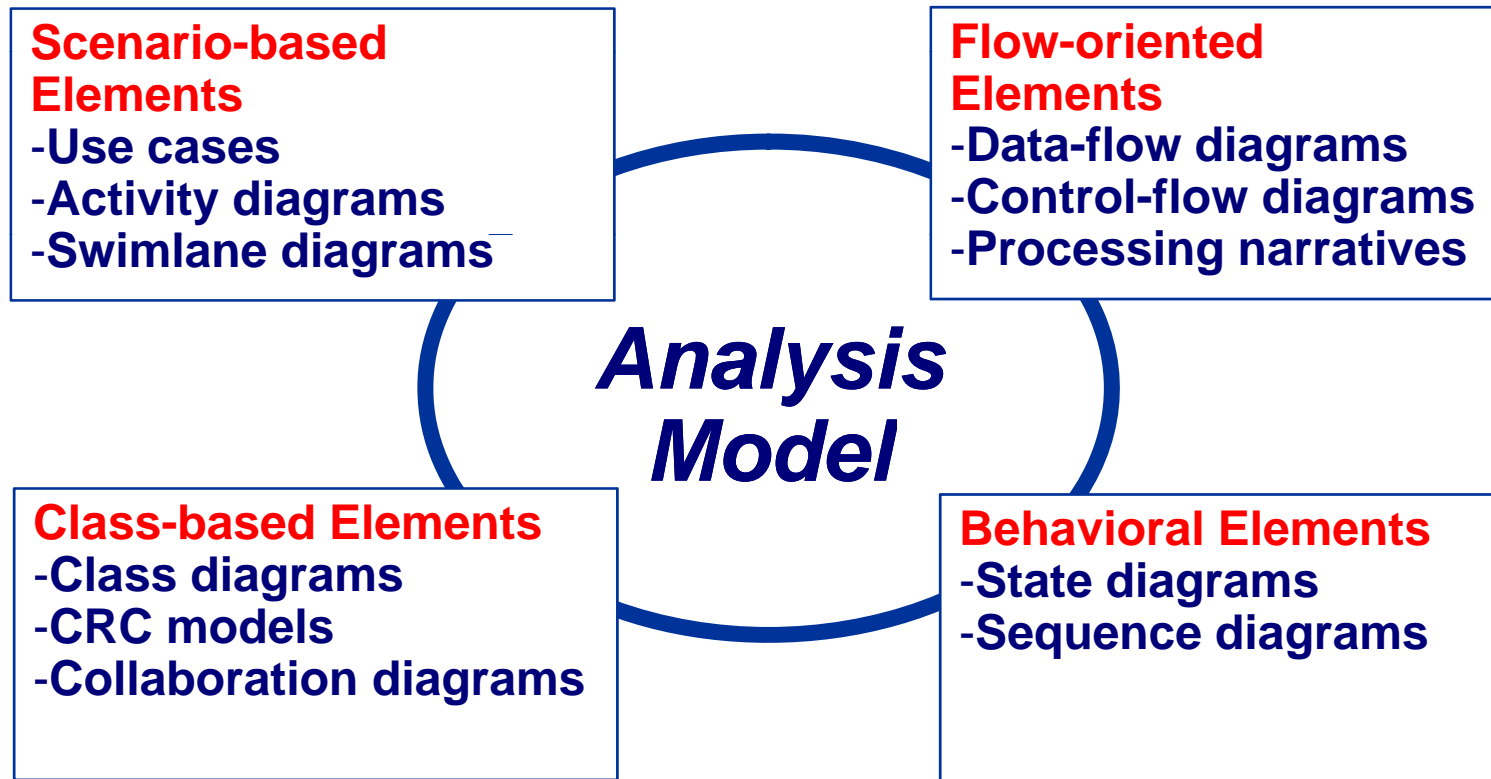 Scenario-based
Elements
-Use cases
-Activity diagrams
-Swimlane diagrams
Flow-oriented
Elements
-Data-flow diagrams
-Control-flow diagrams
-Processing narratives
Analysis
Model
Class-based Elements
-Class diagrams
-CRC models
-Collaboration diagrams
Behavioral Elements
-State diagrams
-Sequence diagrams